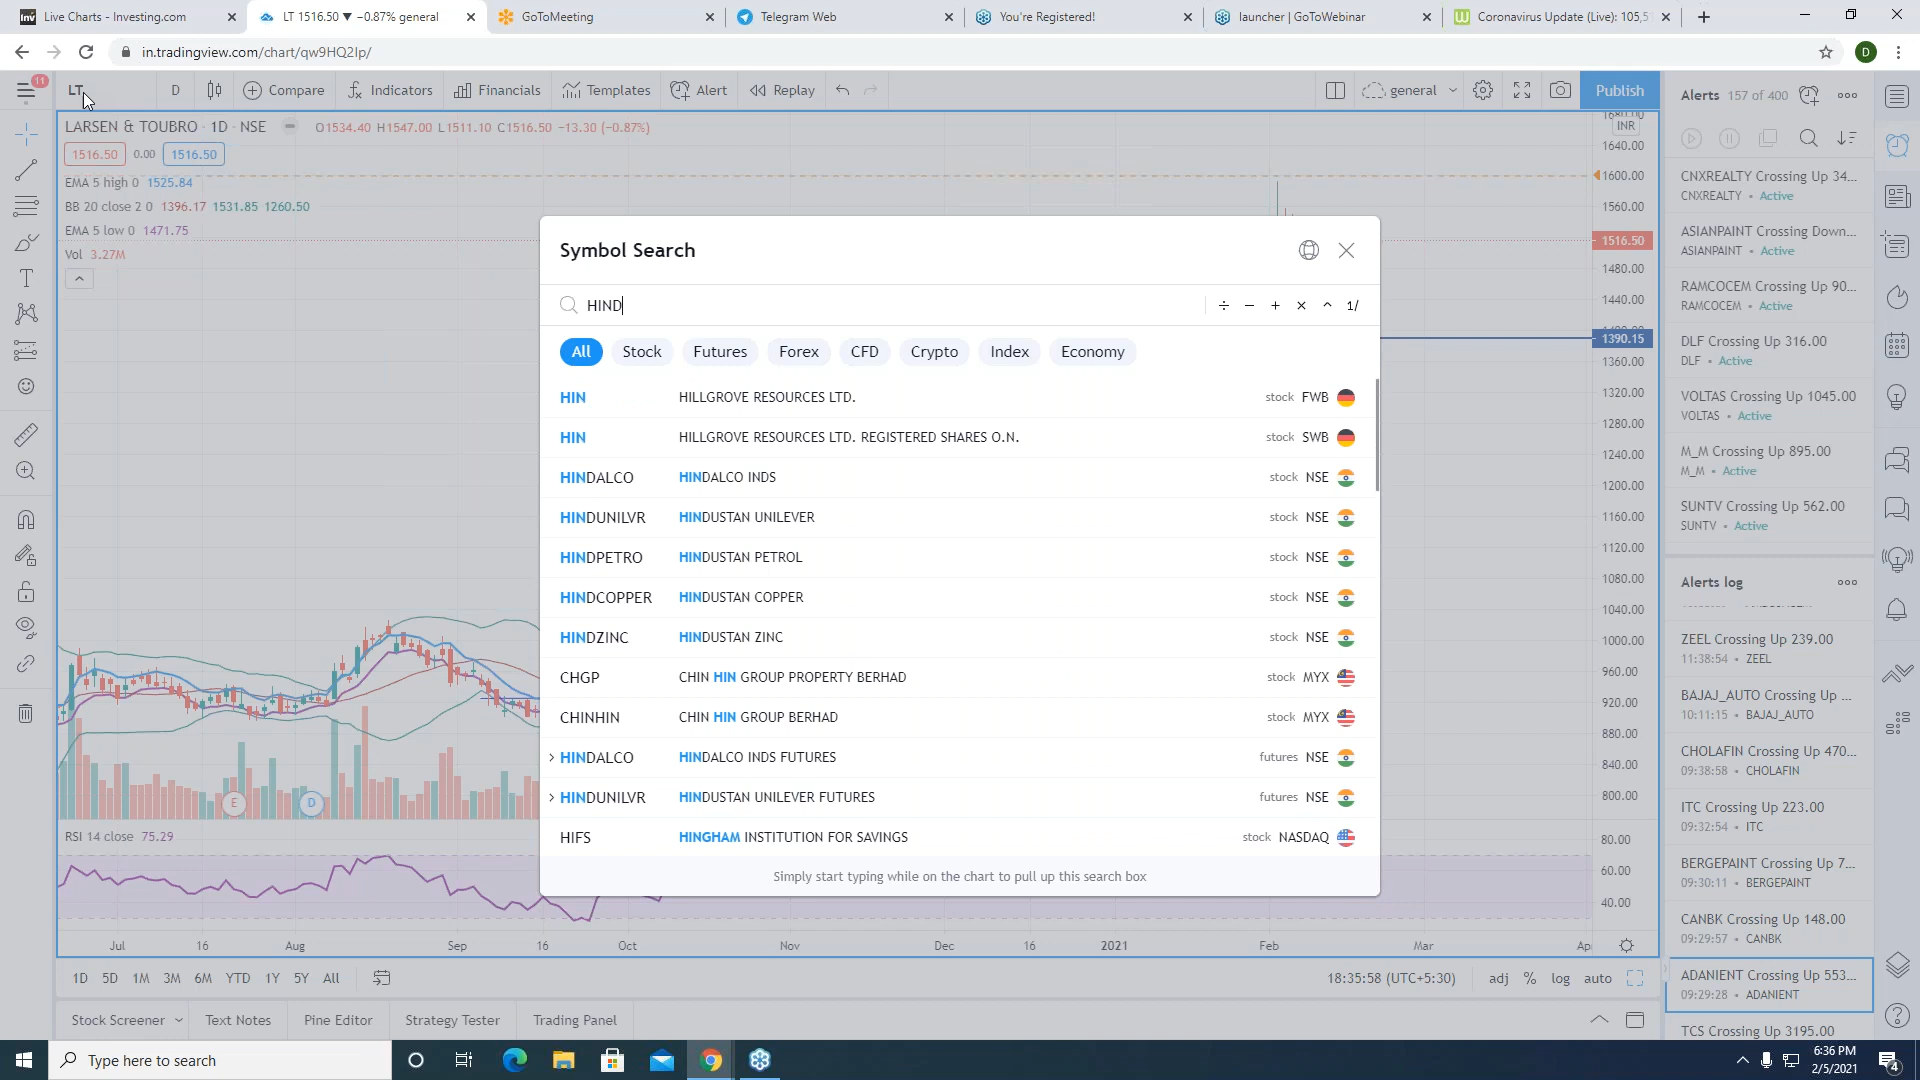 Live Charts - Investing.com
LT 1516.50 ▼ −0.87% general
GoToMeeting
Telegram Web
You're Registered!
launcher | GoToWebinar
Coronavirus Update (Live): 105,5
in.tradingview.com/chart/qw9HQ2Ip/
D
11
LT
D
Compare
Indicators
Financials
Templates
Alert
Replay
general
Publish
LARSEN & TOUBRO · 1D · NSE
O1534.40 H1547.00 L1511.10 C1516.50 −13.30 (−0.87%)
1516.50 0.00 1516.50
EMA 5 high 0 1525.84
BB 20 close 2 0 1396.17 1531.85 1260.50
EMA 5 low 0 1471.75
Vol 3.27M
Symbol Search
HIND
÷ − + × ^ 1/
All
Stock
Futures
Forex
CFD
Crypto
Index
Economy
HIN HILLGROVE RESOURCES LTD. stock FWB
HIN HILLGROVE RESOURCES LTD. REGISTERED SHARES O.N. stock SWB
HINDALCO HINDALCO INDS stock NSE
HINDUNILVR HINDUSTAN UNILEVER stock NSE
HINDPETRO HINDUSTAN PETROL stock NSE
HINDCOPPER HINDUSTAN COPPER stock NSE
HINDZINC HINDUSTAN ZINC stock NSE
CHGP CHIN HIN GROUP PROPERTY BERHAD stock MYX
CHINHIN CHIN HIN GROUP BERHAD stock MYX
HINDALCO HINDALCO INDS FUTURES futures NSE
HINDUNILVR HINDUSTAN UNILEVER FUTURES futures NSE
HIFS HINGHAM INSTITUTION FOR SAVINGS stock NASDAQ
Simply start typing while on the chart to pull up this search box
INR
1640.00
1600.00
1560.00
1516.50
1480.00
1440.00
1390.15
1360.00
1320.00
1280.00
1240.00
1200.00
1160.00
1120.00
1080.00
1040.00
1000.00
960.00
920.00
880.00
840.00
800.00
E
D
RSI 14 close 75.29
80.00
60.00
40.00
Jul 16 Aug Sep 16 Oct Nov Dec 16 2021 Feb Mar Ap
1D 5D 1M 3M 6M YTD 1Y 5Y All
18:35:58 (UTC+5:30) adj % log auto
Stock Screener
Text Notes
Pine Editor
Strategy Tester
Trading Panel
Alerts 157 of 400
CNXREALTY Crossing Up 34...
CNXREALTY • Active
ASIANPAINT Crossing Down...
ASIANPAINT • Active
RAMCOCEM Crossing Up 90...
RAMCOCEM • Active
DLF Crossing Up 316.00
DLF • Active
VOLTAS Crossing Up 1045.00
VOLTAS • Active
M_M Crossing Up 895.00
M_M • Active
SUNTV Crossing Up 562.00
SUNTV • Active
Alerts log
ZEEL Crossing Up 239.00
11:38:54 • ZEEL
BAJAJ_AUTO Crossing Up ...
10:11:15 • BAJAJ_AUTO
CHOLAFIN Crossing Up 470...
09:38:58 • CHOLAFIN
ITC Crossing Up 223.00
09:32:54 • ITC
BERGEPAINT Crossing Up 7...
09:30:11 • BERGEPAINT
CANBK Crossing Up 148.00
09:29:57 • CANBK
ADANIENT Crossing Up 553...
09:29:28 • ADANIENT
TCS Crossing Up 3195.00
Type here to search
6:36 PM
2/5/2021
4